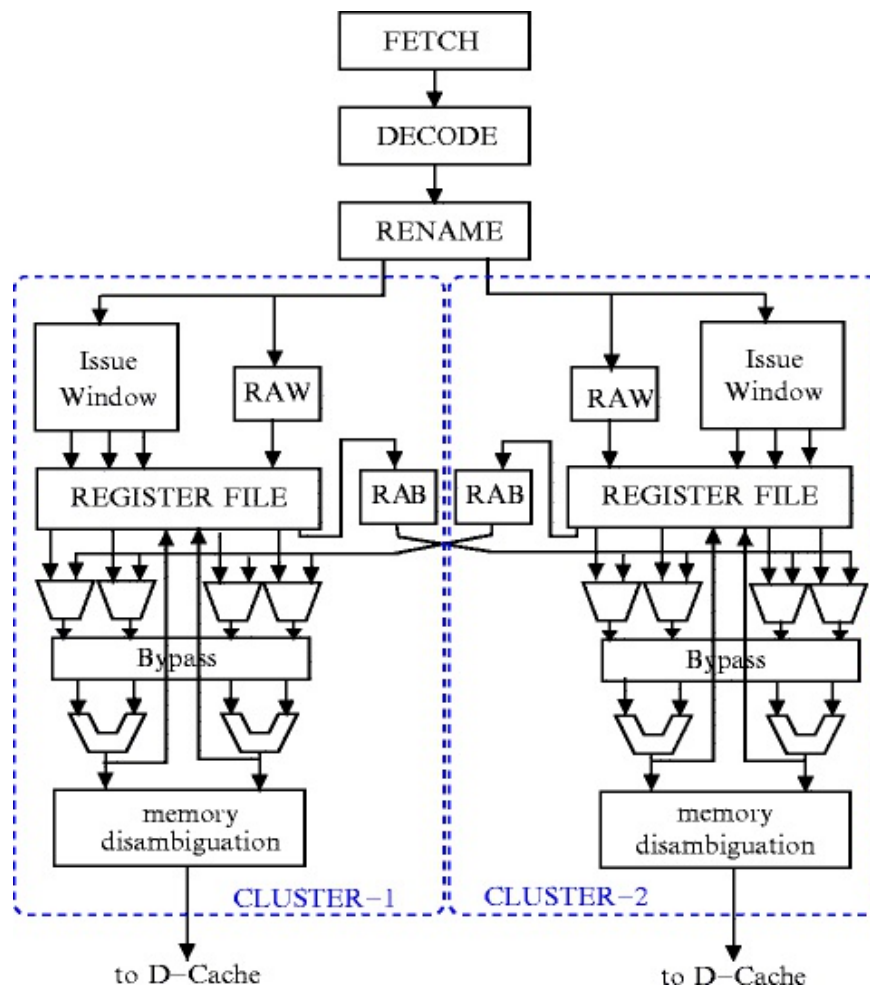 FETCH
DECODE
RENAME
Issue
Window
RAW
REGISTER FILE
RAB
Bypass
memory
disambiguation
CLUSTER-1
to D-Cache
RAW
Issue
Window
RAB
REGISTER FILE
Bypass
memory
disambiguation
CLUSTER-2
to D-Cache